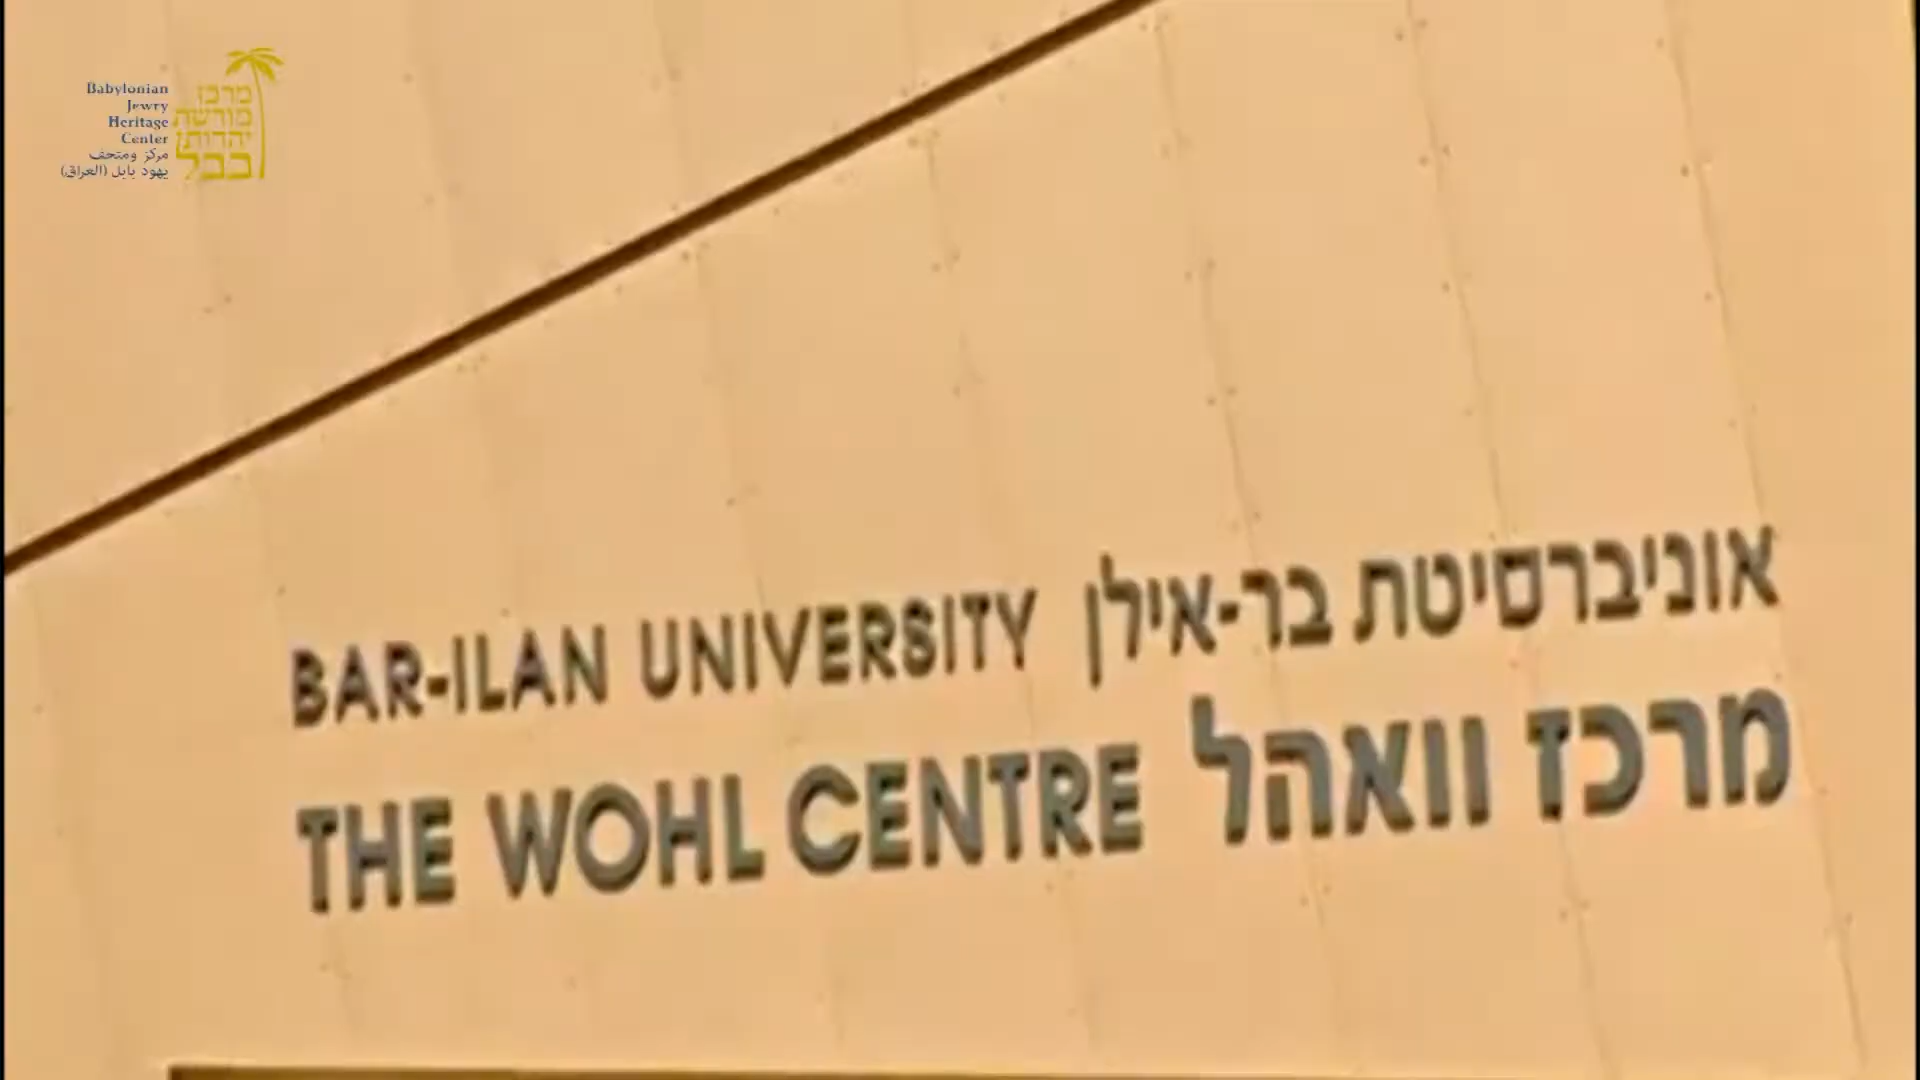 Babylonian
Jewry
Heritage
Center
مركز ومتحف
يهود بابل (العراق)
מרכז
מורשת
יהדות
בבל
BAR-ILAN UNIVERSITY אוניברסיטת בר-אילן
THE WOHL CENTRE מרכז וואהל